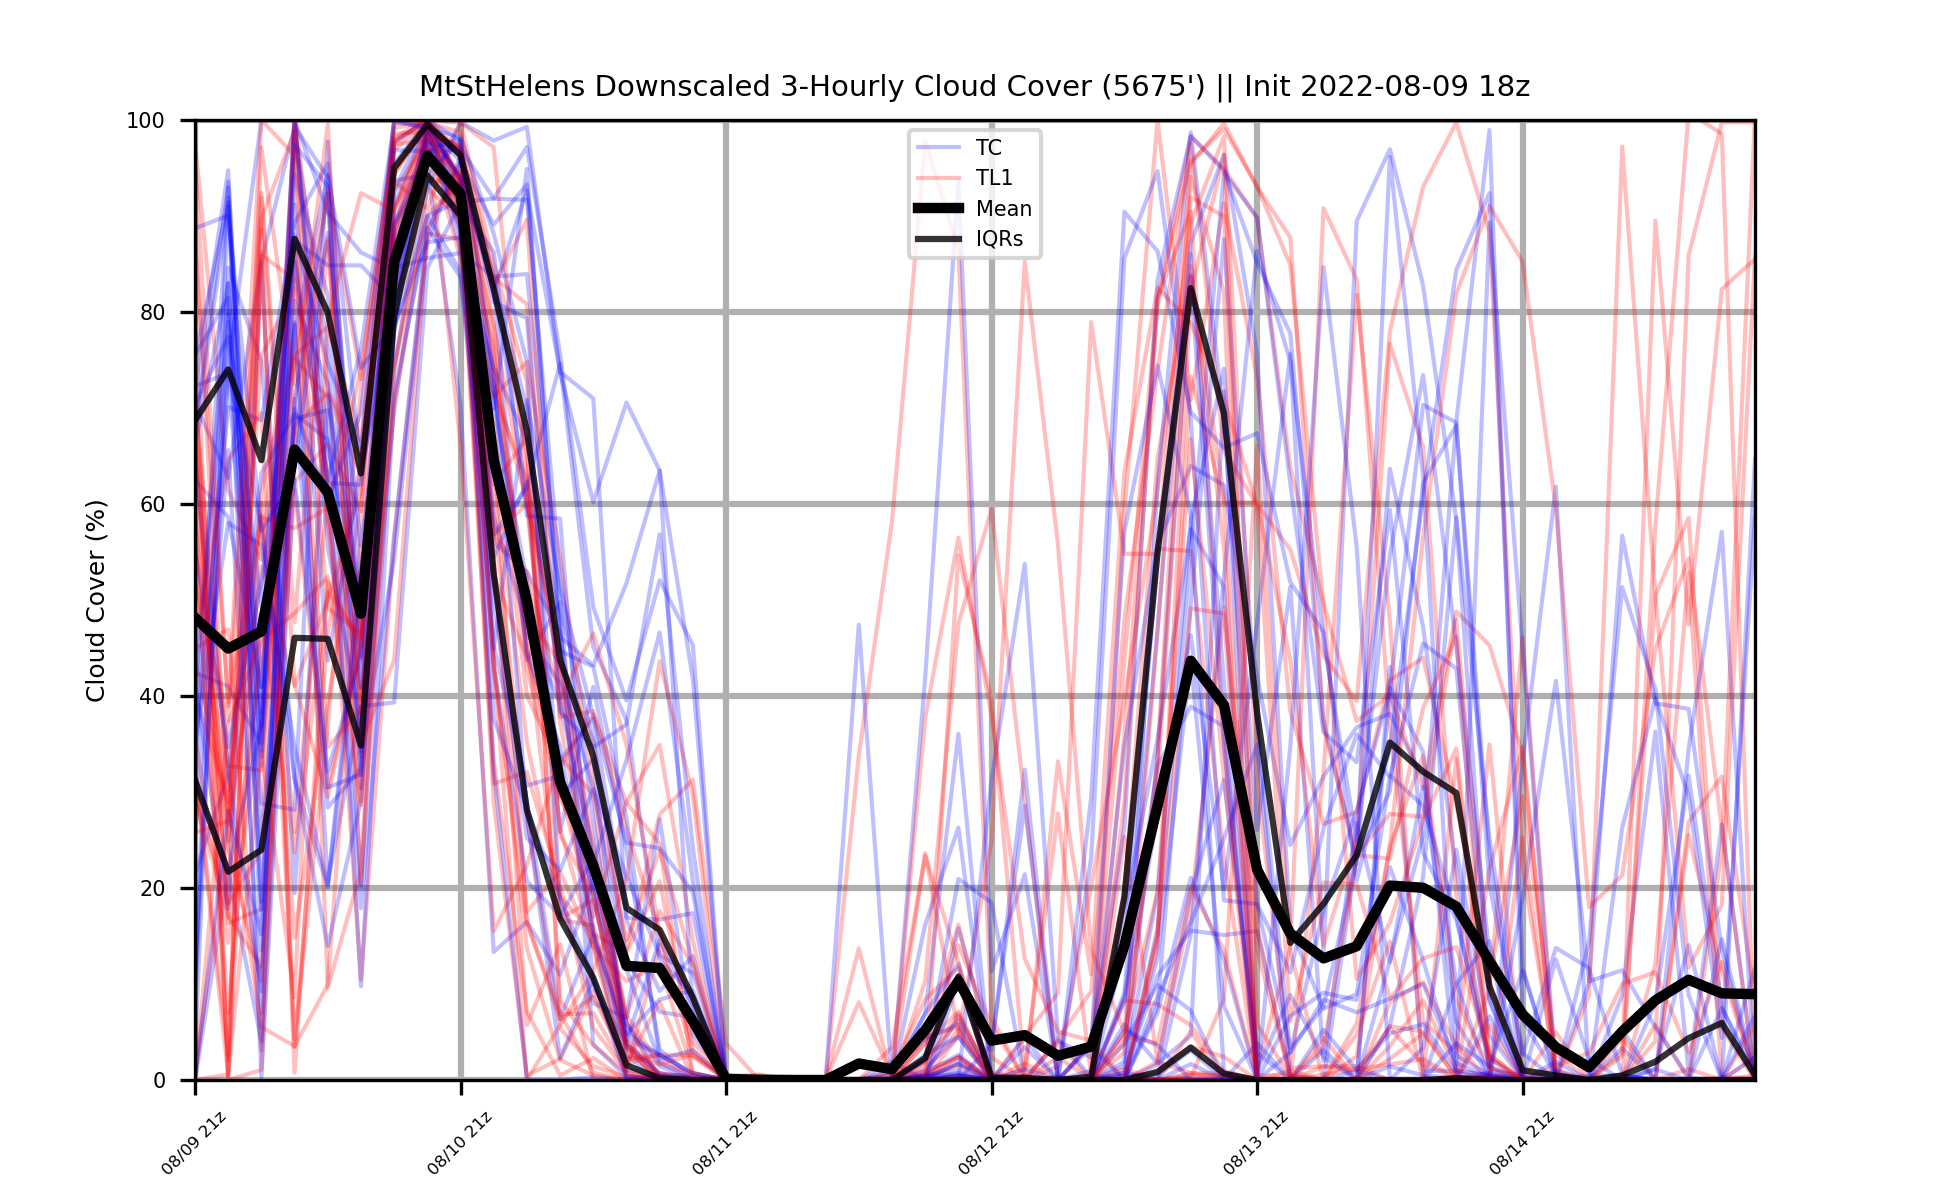 MtStHelens Downscaled 3-Hourly Cloud Cover (5675') || Init 2022-08-09 18z
TC
TL1
Mean
IQRs
Cloud Cover (%)
100
80
60
40
20
0
08/09 21z
08/10 21z
08/11 21z
08/12 21z
08/13 21z
08/14 21z